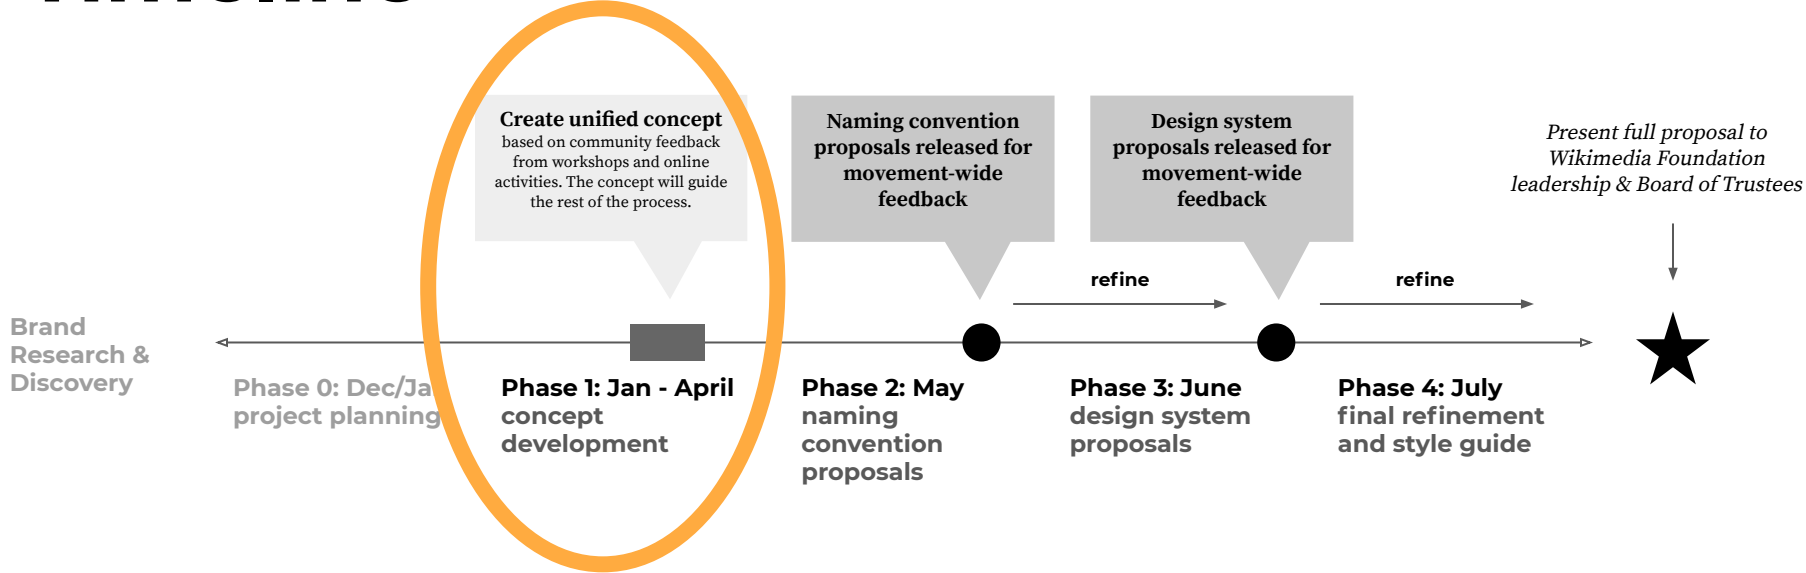 Timeline
Create unified concept
based on community feedback
from workshops and online
activities. The concept will guide
the rest of the process.
Naming convention
proposals released for
movement-wide
feedback
Design system
proposals released for
movement-wide
feedback
Present full proposal to
Wikimedia Foundation
leadership & Board of Trustees
refine
refine
Brand
Research &
Discovery
Phase 0: Dec/Ja
project planning
Phase 1: Jan - April
concept
development
Phase 2: May
naming
convention
proposals
Phase 3: June
design system
proposals
Phase 4: July
final refinement
and style guide